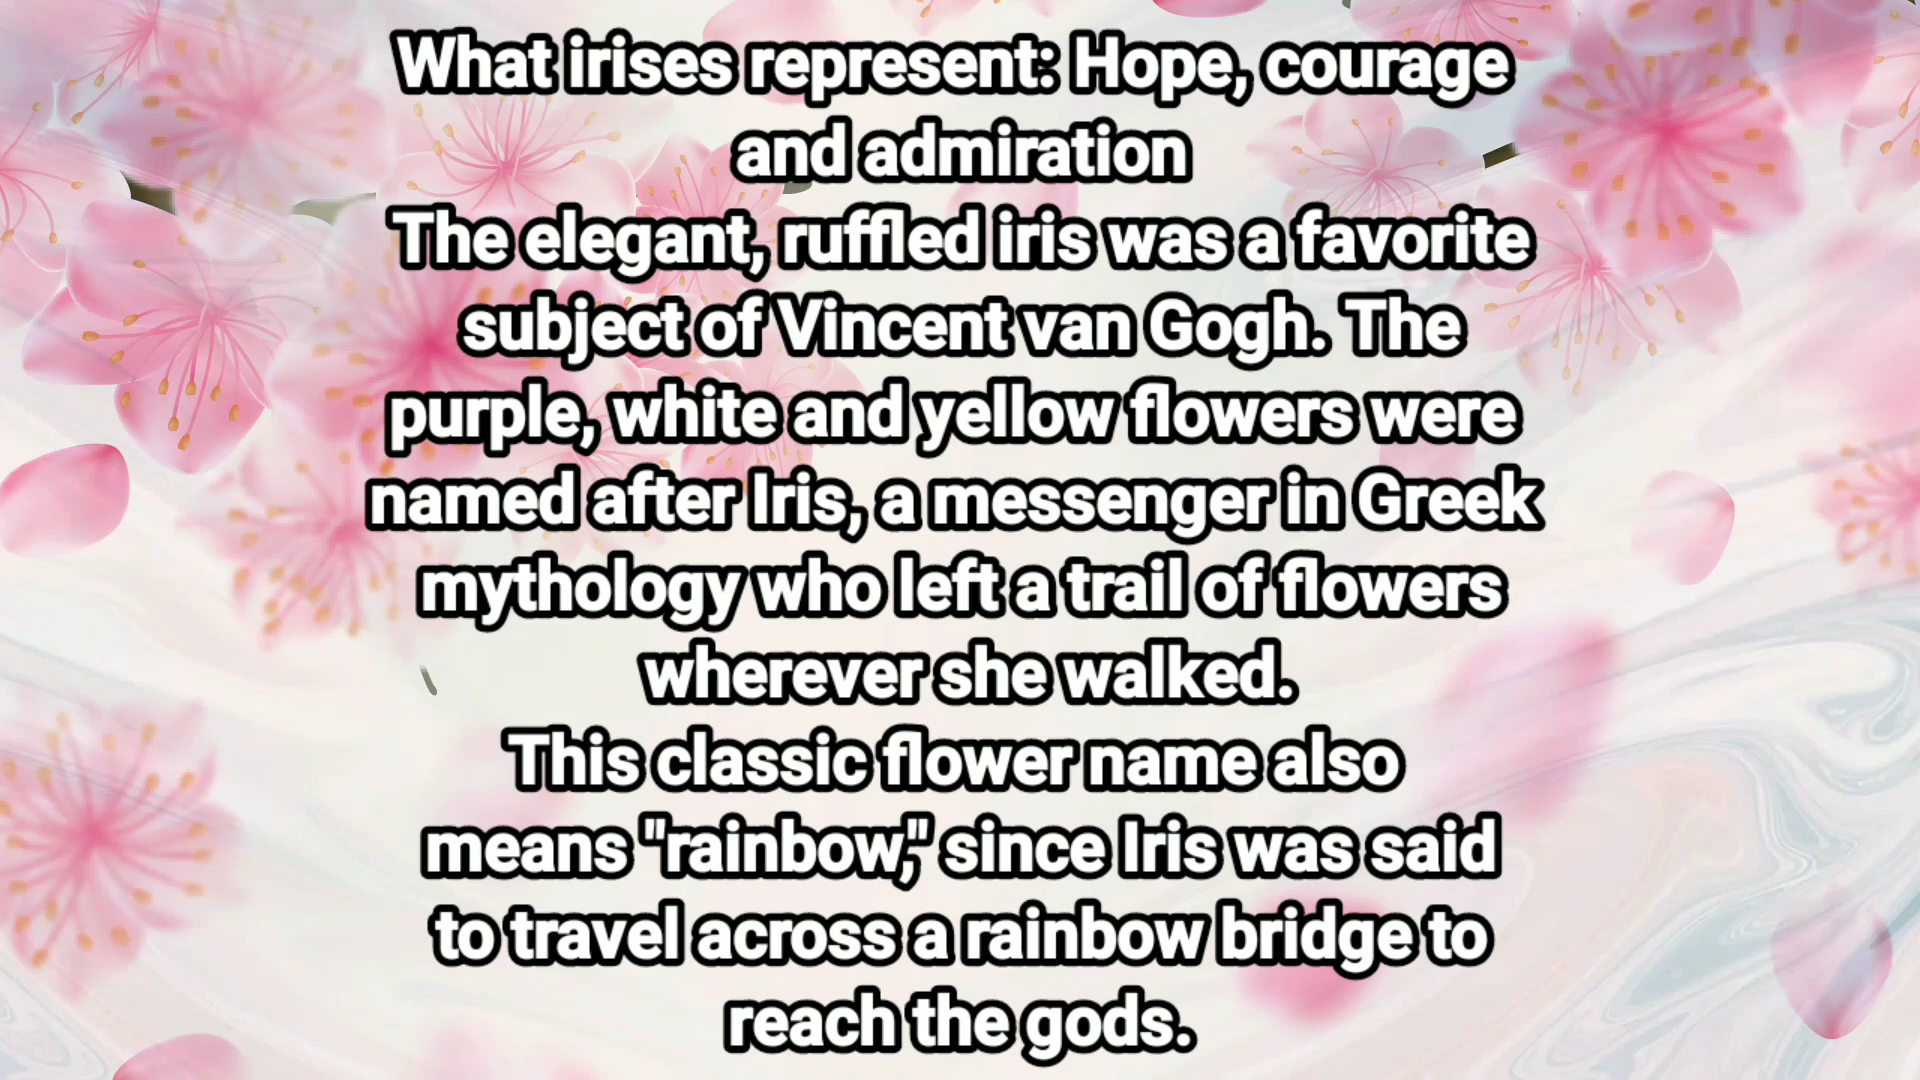 What irises represent: Hope, courage
and admiration
The elegant, ruffled iris was a favorite
subject of Vincent van Gogh. The
purple, white and yellow flowers were
named after Iris, a messenger in Greek
mythology who left a trail of flowers
wherever she walked.
This classic flower name also
means "rainbow," since Iris was said
to travel across a rainbow bridge to
reach the gods.